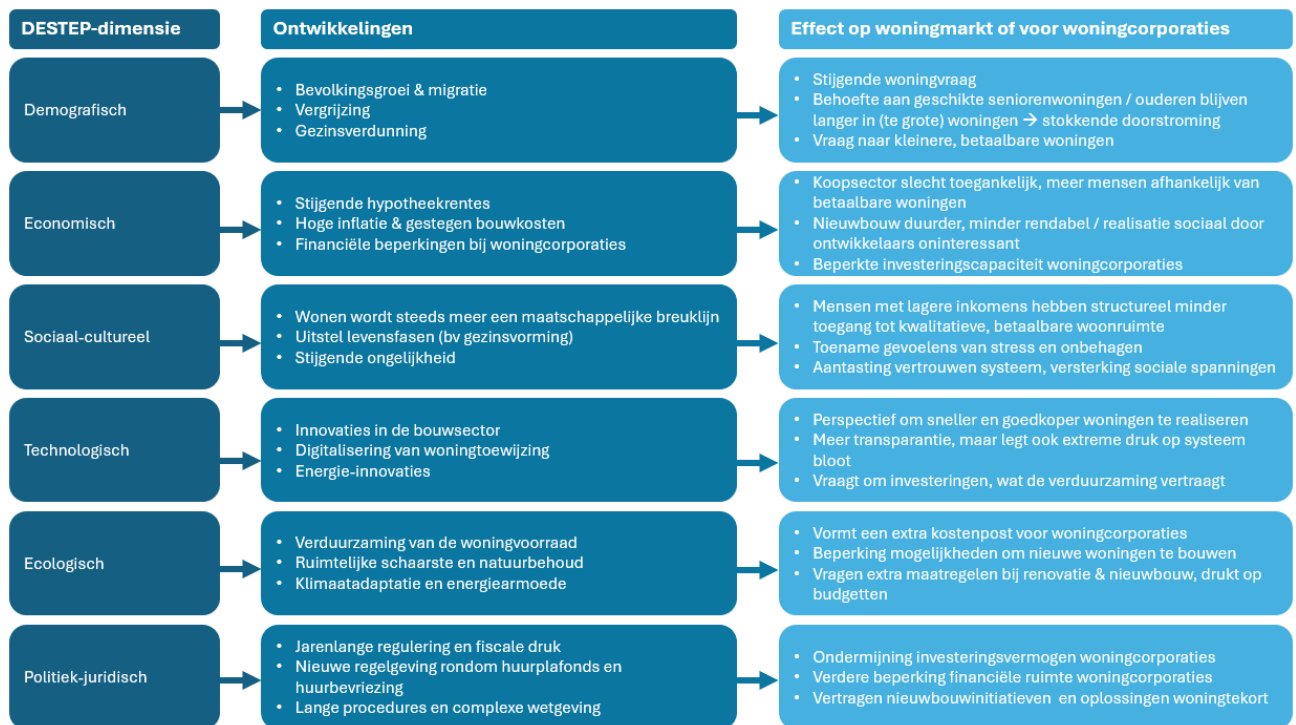 DESTEP-dimensie
Ontwikkelingen
Effect op woningmarkt of voor woningcorporaties
Demografisch
• Bevolkingsgroei & migratie
• Vergrijzing
• Gezinsverdunning
• Stijgende woningvraag
• Behoefte aan geschikte seniorenwoningen / ouderen blijven
langer in (te grote) woningen → stokkende doorstroming
• Vraag naar kleinere, betaalbare woningen
Economisch
• Stijgende hypotheekrentes
• Hoge inflatie & gestegen bouwkosten
• Financiële beperkingen bij woningcorporaties
• Koopsector slecht toegankelijk, meer mensen afhankelijk van
betaalbare woningen
• Nieuwbouw duurder, minder rendabel / realisatie sociaal door
ontwikkelaars oninteressant
• Beperkte investeringscapaciteit woningcorporaties
Sociaal-cultureel
• Wonen wordt steeds meer een maatschappelijke breuklijn
• Uitstel levensfasen (bv gezinsvorming)
• Stijgende ongelijkheid
• Mensen met lagere inkomens hebben structureel minder
toegang tot kwalitatieve, betaalbare woonruimte
• Toename gevoelens van stress en onbehagen
• Aantasting vertrouwen systeem, versterking sociale spanningen
Technologisch
• Innovaties in de bouwsector
• Digitalisering van woningtoewijzing
• Energie-innovaties
• Perspectief om sneller en goedkoper woningen te realiseren
• Meer transparantie, maar legt ook extreme druk op systeem
bloot
• Vraagt om investeringen, wat de verduurzaming vertraagt
Ecologisch
• Verduurzaming van de woningvoorraad
• Ruimtelijke schaarste en natuurbehoud
• Klimaatadaptatie en energiearmoede
• Vormt een extra kostenpost voor woningcorporaties
• Beperking mogelijkheden om nieuwe woningen te bouwen
• Vragen extra maatregelen bij renovatie & nieuwbouw, drukt op
budgetten
Politiek-juridisch
• Jarenlange regulering en fiscale druk
• Nieuwe regelgeving rondom huurplafonds en
huurbevriezing
• Lange procedures en complexe wetgeving
• Ondermijning investeringsvermogen woningcorporaties
• Verdere beperking financiële ruimte woningcorporaties
• Vertragen nieuwbouwinitiatieven en oplossingen woningtekort